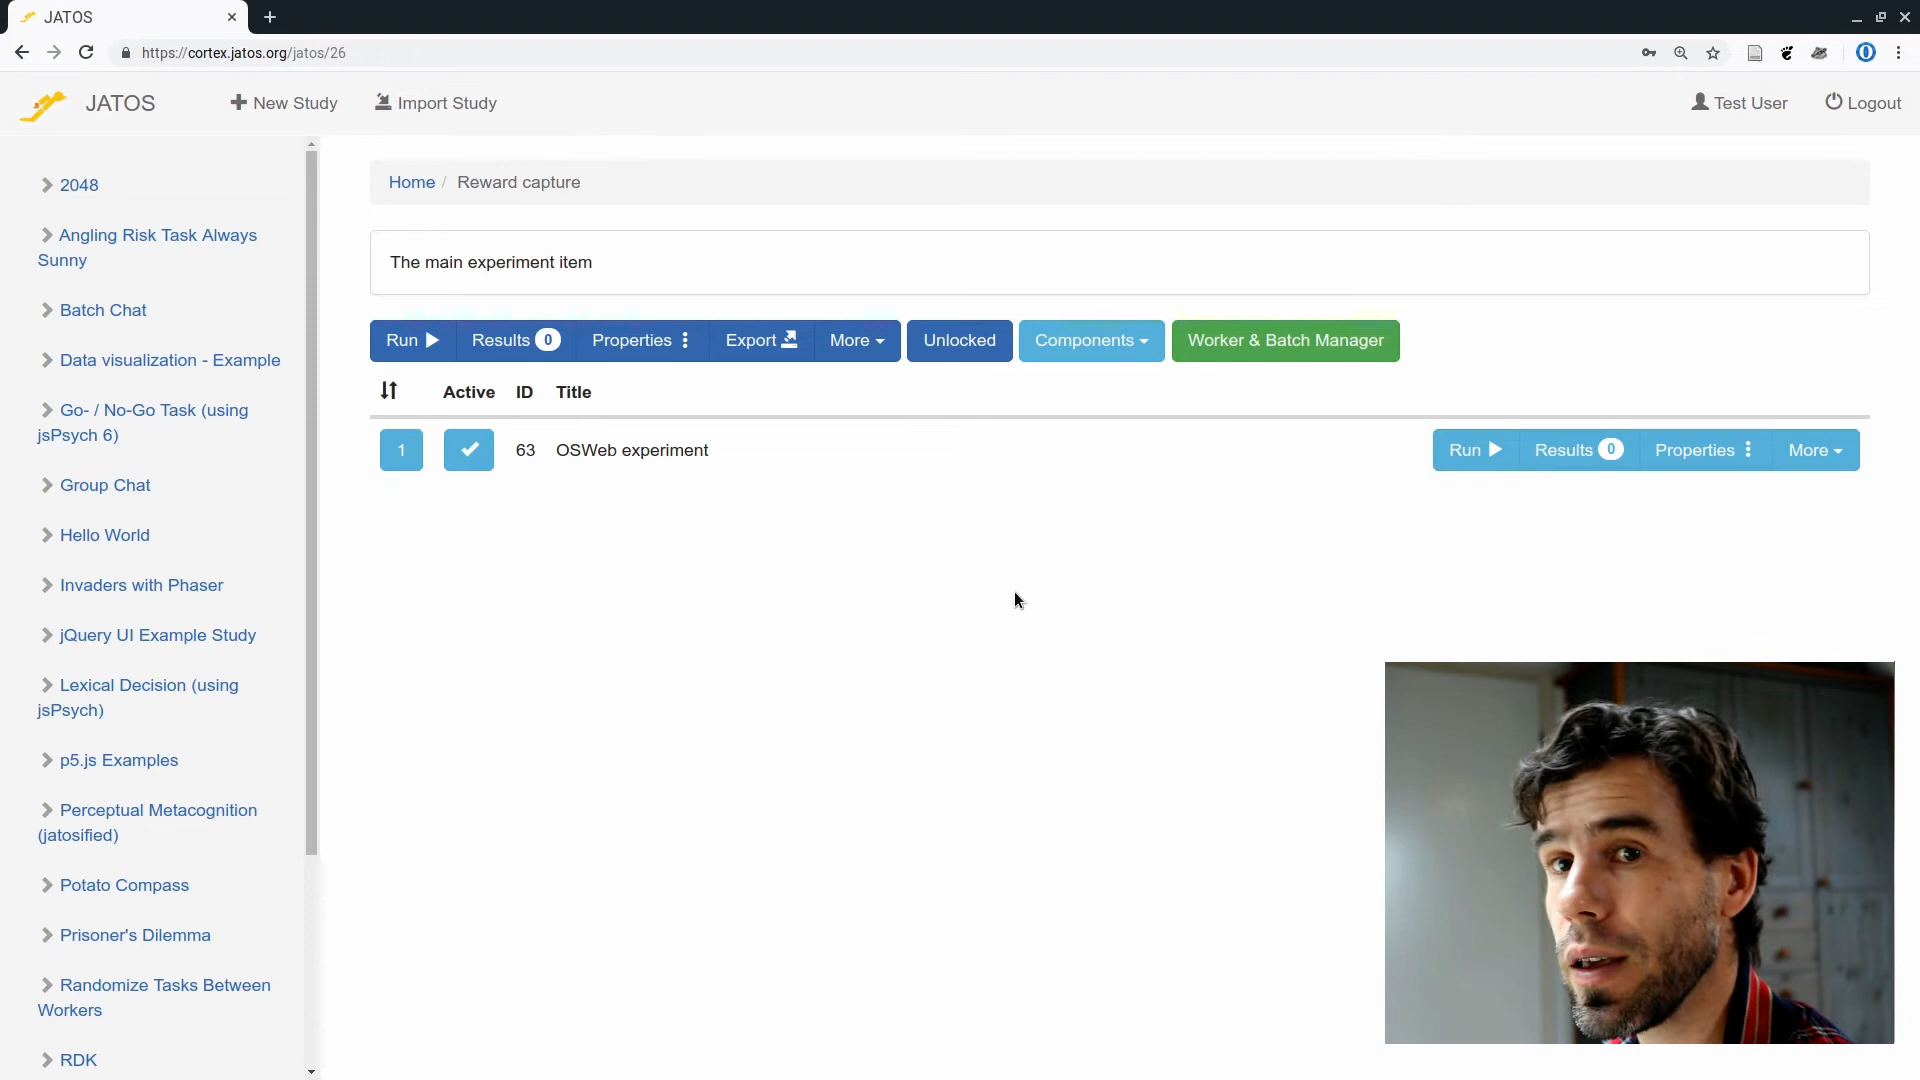 JATOS
https://cortex.jatos.org/jatos/26
JATOS
New Study
Import Study
Test User
Logout
2048
Angling Risk Task Always
Sunny
Batch Chat
Data visualization - Example
Go- / No-Go Task (using
jsPsych 6)
Group Chat
Hello World
Invaders with Phaser
jQuery UI Example Study
Lexical Decision (using
jsPsych)
p5.js Examples
Perceptual Metacognition
(jatosified)
Potato Compass
Prisoner's Dilemma
Randomize Tasks Between
Workers
RDK
Home / Reward capture
The main experiment item
Run Results 0 Properties Export More Unlocked Components Worker & Batch Manager
Active ID Title
1 63 OSWeb experiment Run Results 0 Properties More